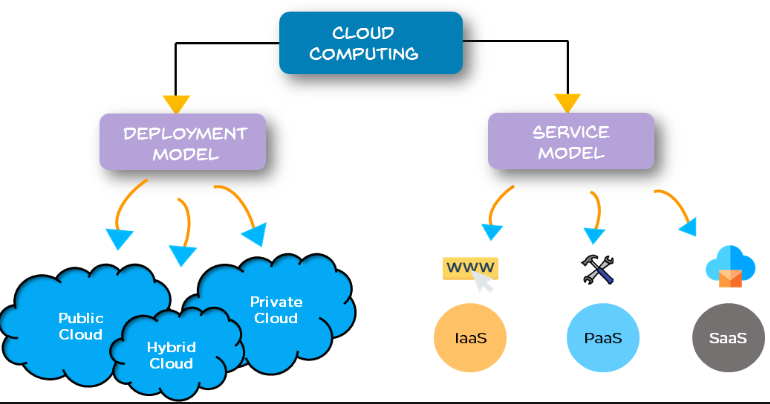 CLOUD
COMPUTING
DEPLOYMENT
MODEL
SERVICE
MODEL
Public
Cloud
Hybrid
Cloud
Private
Cloud
WWW
IaaS
PaaS
SaaS